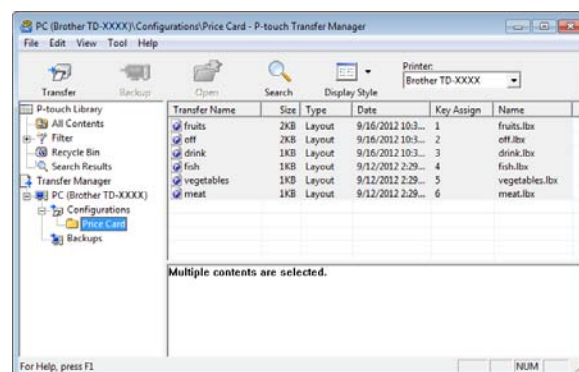 PC (Brother TD-XXXX)\Configurations\Price Card - P-touch Transfer Manager
File Edit View Tool Help
Transfer Backup Open Search Display Style
Printer:
Brother TD-XXXX
P-touch Library
All Contents
Filter
Recycle Bin
Search Results
Transfer Manager
PC (Brother TD-XXXX)
Configurations
Price Card
Backups
Transfer Name Size Type Date Key Assign Name
fruits 2KB Layout 9/16/2012 10:3... 1 fruits.lbx
off 2KB Layout 9/16/2012 10:3... 2 off.lbx
drink 1KB Layout 9/16/2012 10:3... 3 drink.lbx
fish 1KB Layout 9/12/2012 2:29... 4 fish.lbx
vegetables 1KB Layout 9/12/2012 2:29... 5 vegetables.lbx
meat 1KB Layout 9/12/2012 2:29... 6 meat.lbx
Multiple contents are selected.
For Help, press F1
NUM